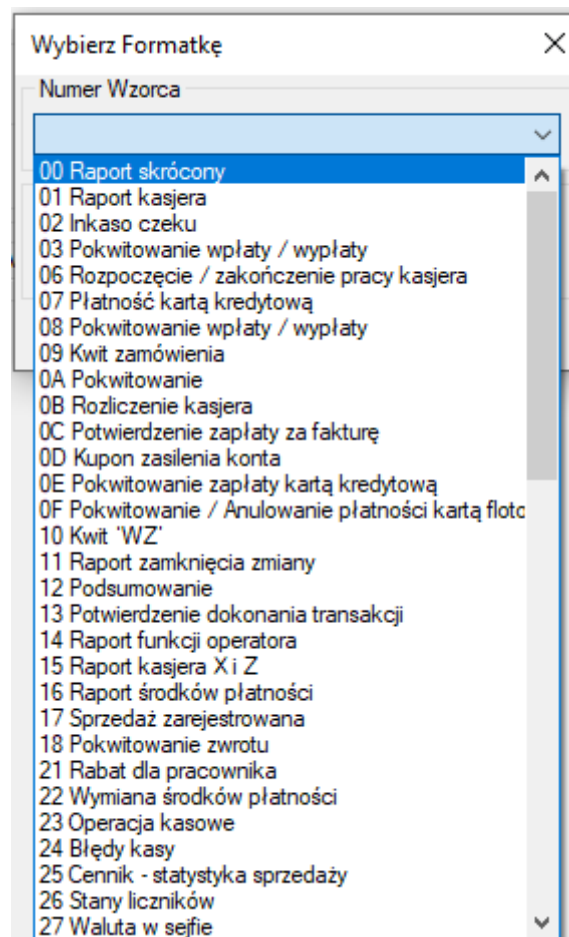 Wybierz Formatkę
Numer Wzorca
00 Raport skrócony
01 Raport kasjera
02 Inkaso czeku
03 Pokwitowanie wpłaty / wypłaty
06 Rozpoczęcie / zakończenie pracy kasjera
07 Płatność kartą kredytową
08 Pokwitowanie wpłaty / wypłaty
09 Kwit zamówienia
0A Pokwitowanie
0B Rozliczenie kasjera
0C Potwierdzenie zapłaty za fakturę
0D Kupon zasilenia konta
0E Pokwitowanie zapłaty kartą kredytową
0F Pokwitowanie / Anulowanie płatności kartą floto
10 Kwit 'WZ'
11 Raport zamknięcia zmiany
12 Podsumowanie
13 Potwierdzenie dokonania transakcji
14 Raport funkcji operatora
15 Raport kasjera X i Z
16 Raport środków płatności
17 Sprzedaż zarejestrowana
18 Pokwitowanie zwrotu
21 Rabat dla pracownika
22 Wymiana środków płatności
23 Operacja kasowe
24 Błędy kasy
25 Cennik - statystyka sprzedaży
26 Stany liczników
27 Waluta w sejfie